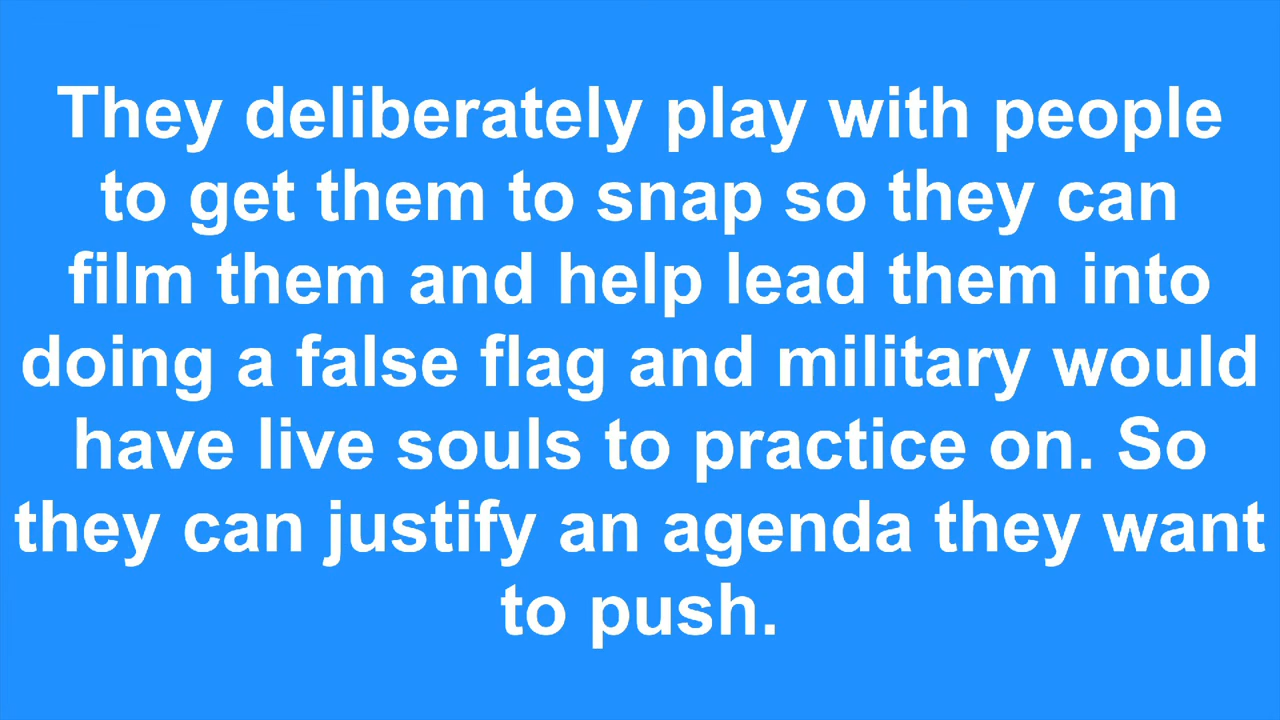 They deliberately play with people
to get them to snap so they can
film them and help lead them into
doing a false flag and military would
have live souls to practice on. So
they can justify an agenda they want
to push.